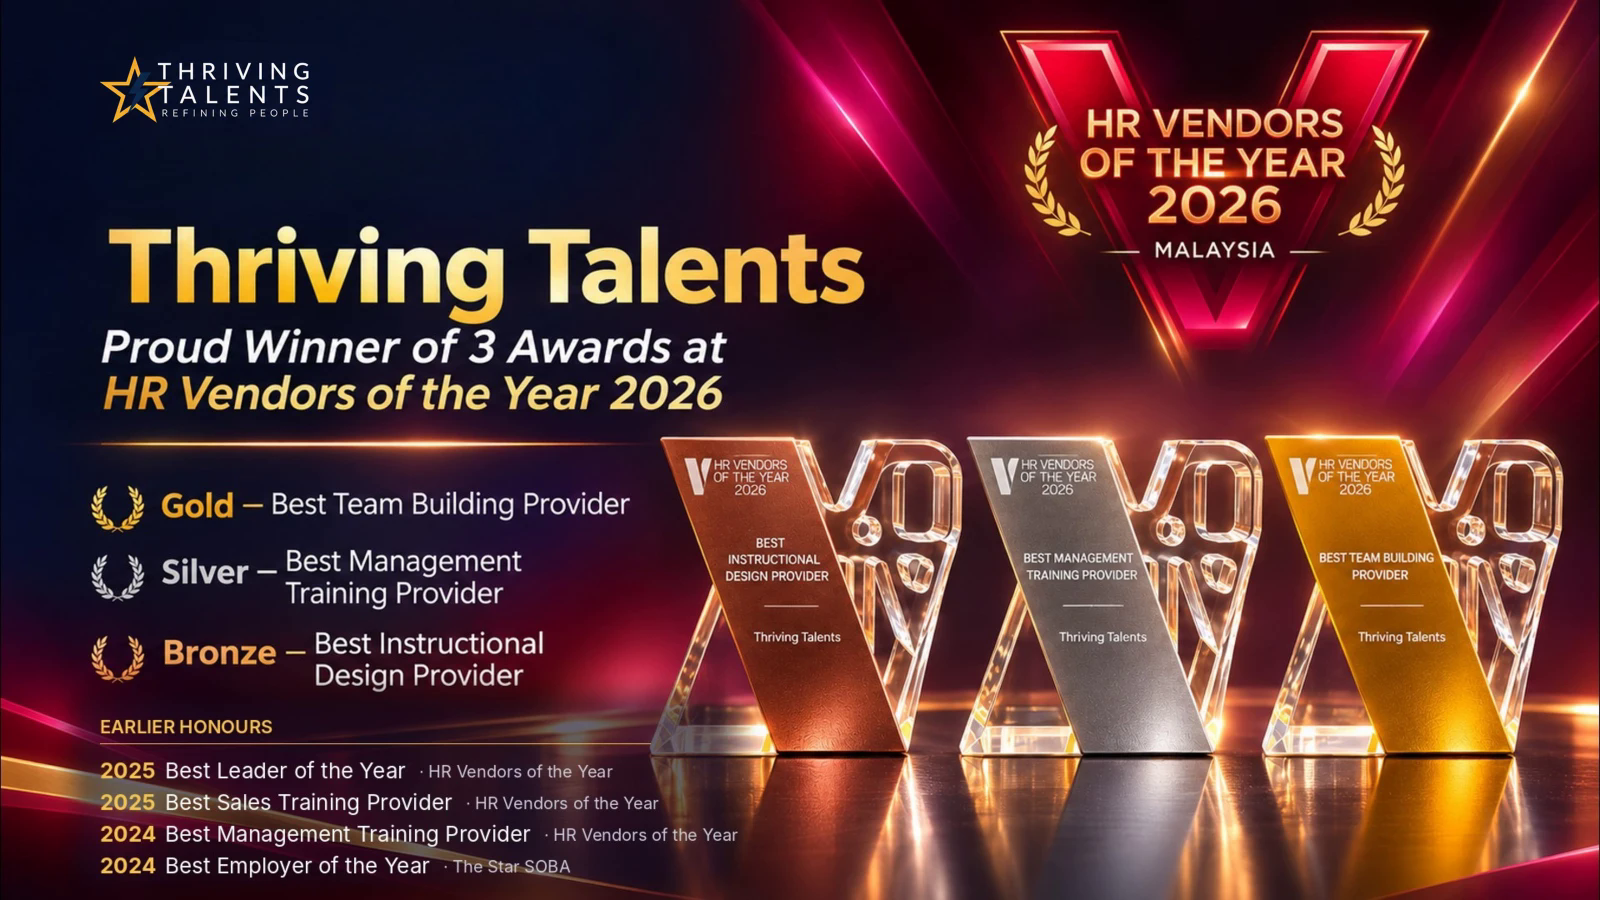 THRIVING
TALENTS
REFINING PEOPLE
HR VENDORS
OF THE YEAR
2026
MALAYSIA
Thriving Talents
Proud Winner of 3 Awards at
HR Vendors of the Year 2026
Gold – Best Team Building Provider
Silver – Best Management
Training Provider
Bronze – Best Instructional
Design Provider
EARLIER HONOURS
2025 Best Leader of the Year · HR Vendors of the Year
2025 Best Sales Training Provider · HR Vendors of the Year
2024 Best Management Training Provider · HR Vendors of the Year
2024 Best Employer of the Year · The Star SOBA
V HR VENDORS
OF THE YEAR
2026
BEST
INSTRUCTIONAL
DESIGN PROVIDER
Thriving Talents
V HR VENDORS
OF THE YEAR
2026
BEST MANAGEMENT
TRAINING PROVIDER
Thriving Talents
V HR VENDORS
OF THE YEAR
2026
BEST TEAM BUILDING
PROVIDER
Thriving Talents